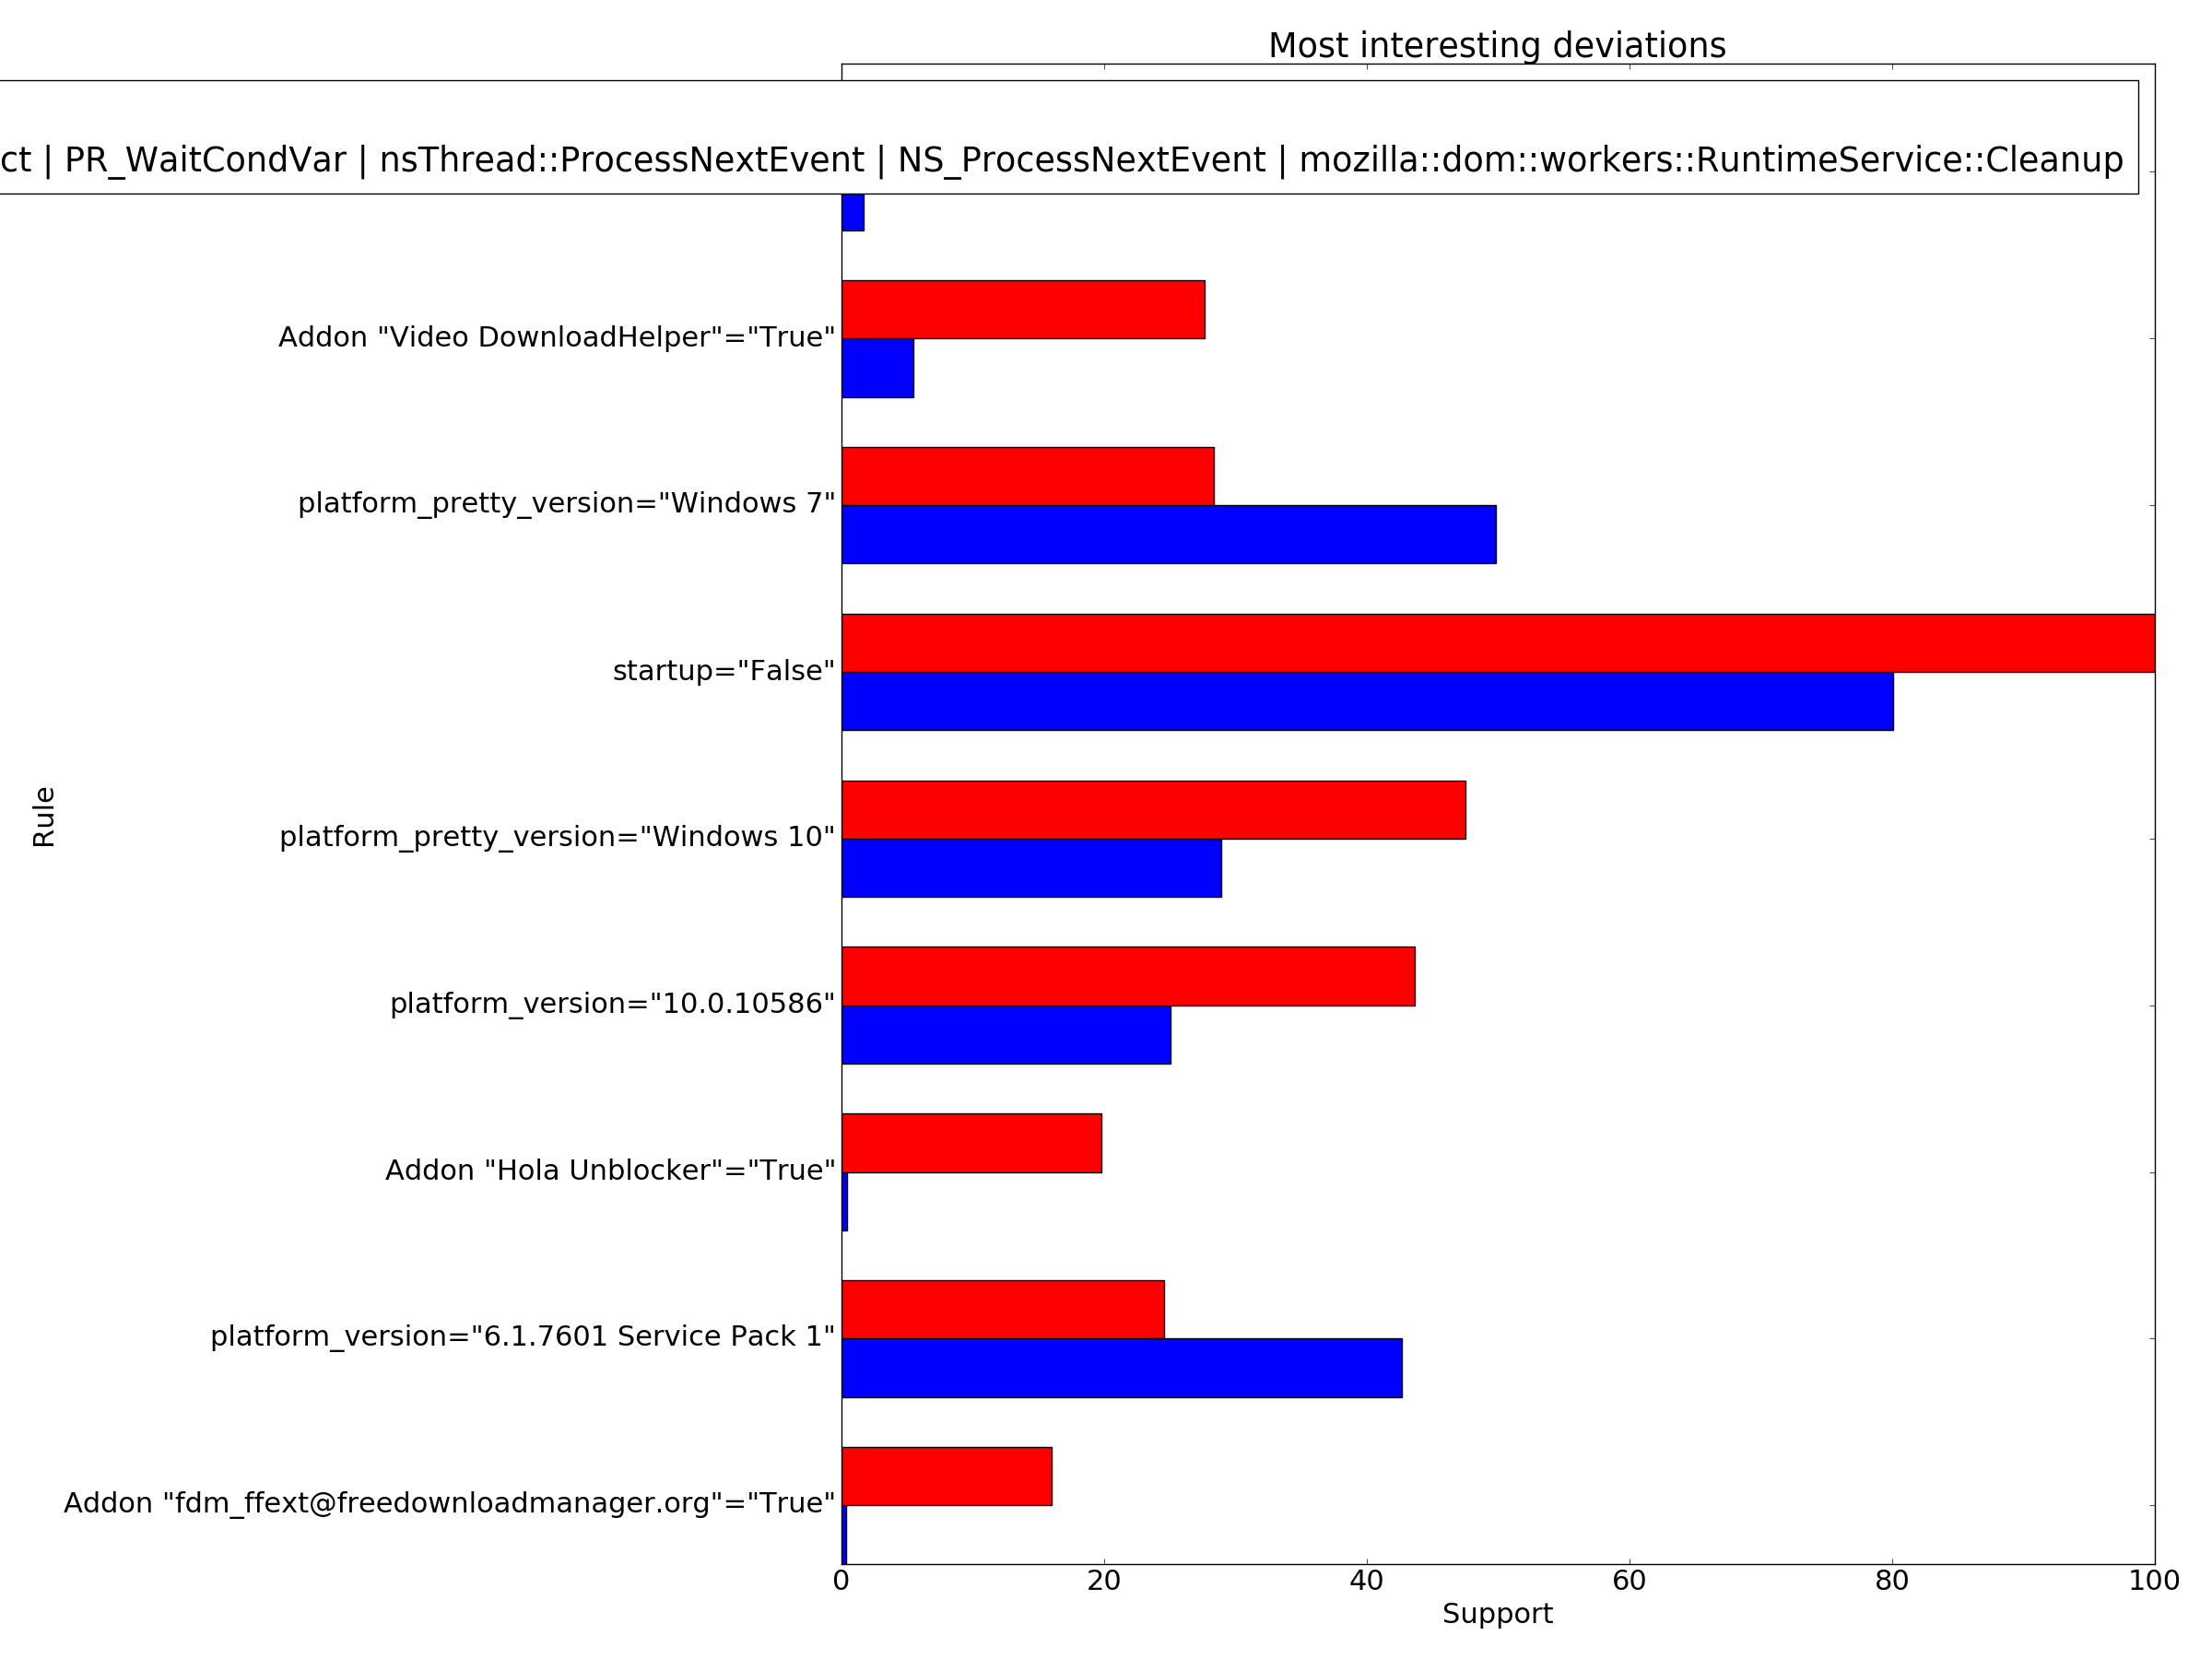 Most interesting deviations
ct | PR_WaitCondVar | nsThread::ProcessNextEvent | NS_ProcessNextEvent | mozilla::dom::workers::RuntimeService::Cleanup
Addon "Video DownloadHelper"="True"
platform_pretty_version="Windows 7"
startup="False"
Rule
platform_pretty_version="Windows 10"
platform_version="10.0.10586"
Addon "Hola Unblocker"="True"
platform_version="6.1.7601 Service Pack 1"
Addon "fdm_ffext@freedownloadmanager.org"="True"
0 20 40 60 80 100
Support